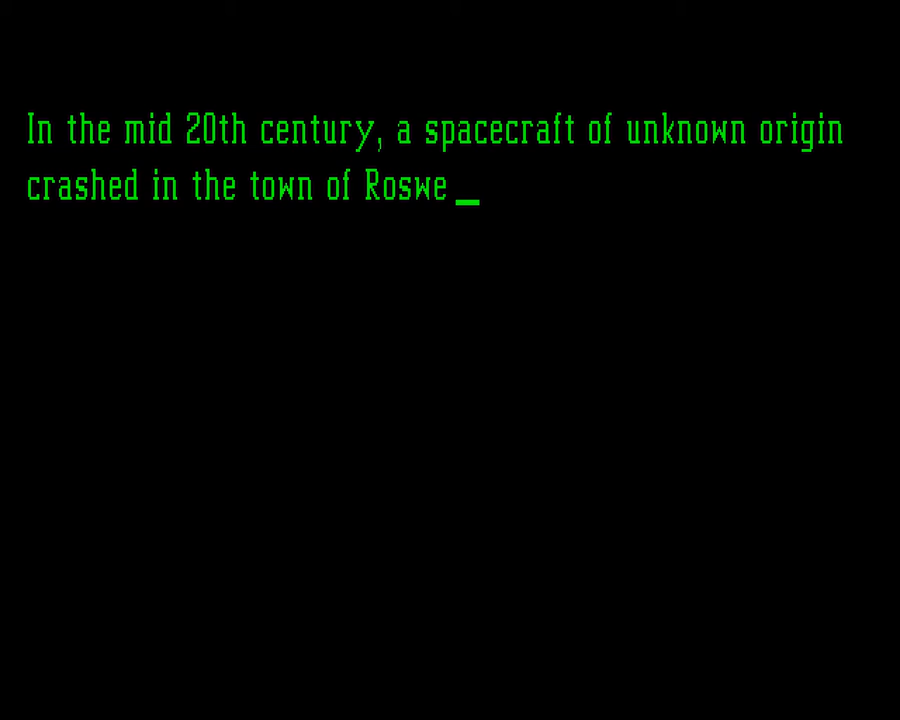 In the mid 20th century, a spacecraft of unknown origin
crashed in the town of Roswe_